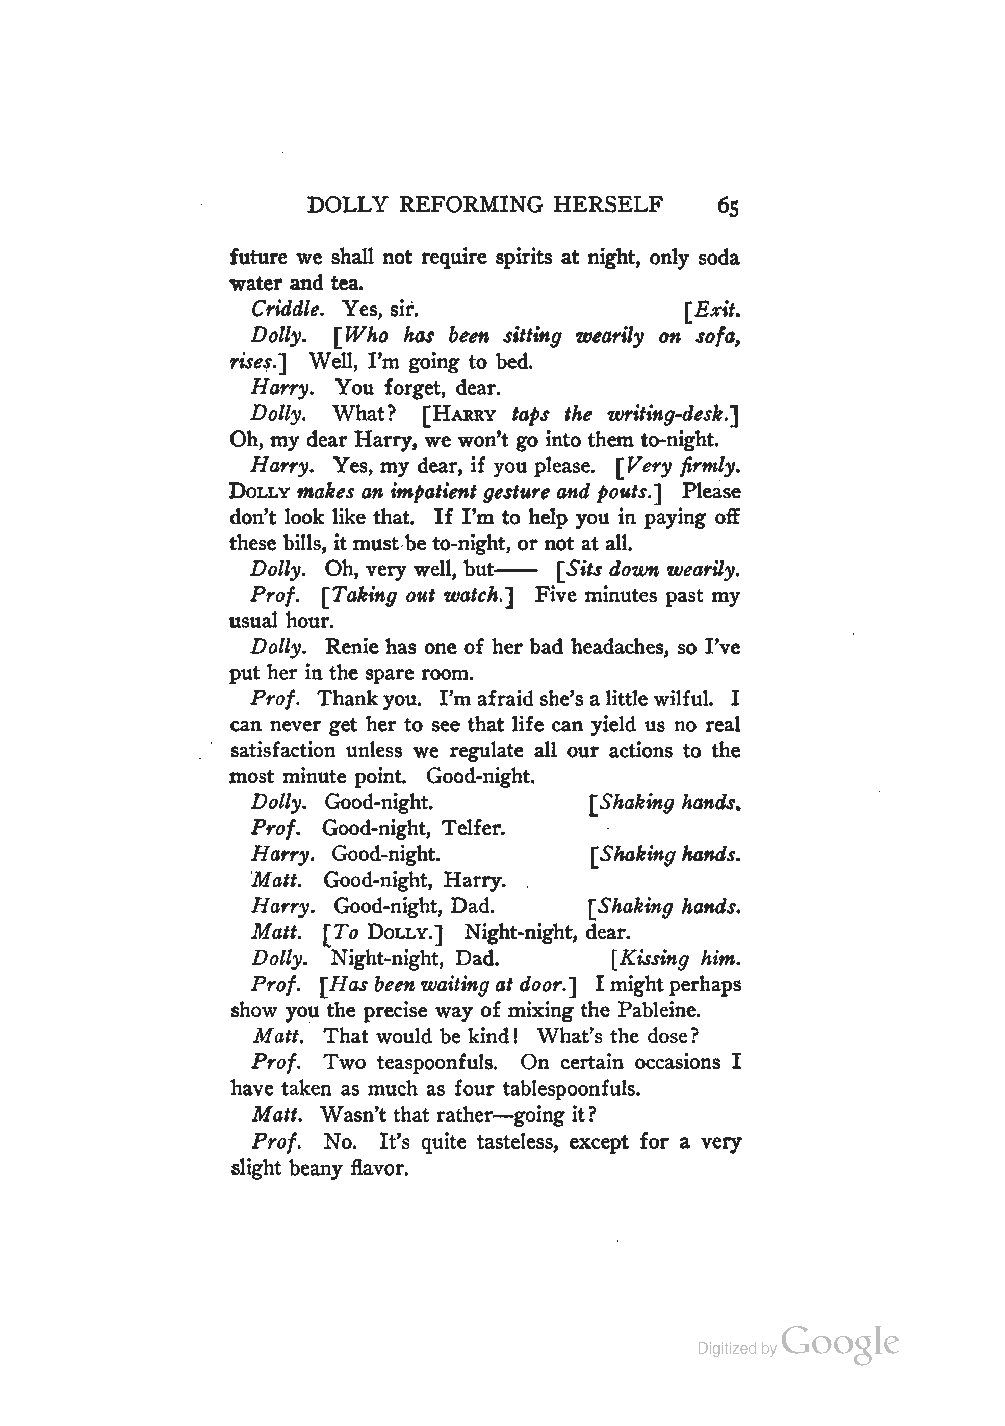 DOLLY REFORMING HERSELF 65
future we shall not require spirits at night, only soda
water and tea.
Criddle. Yes, sir. [Exit.
Dolly. [Who has been sitting wearily on sofa,
rises.] Well, I'm going to bed.
Harry. You forget, dear.
Dolly. What? [HARRY taps the writing-desk.]
Oh, my dear Harry, we won't go into them to-night.
Harry. Yes, my dear, if you please. [Very firmly.
DOLLY makes an impatient gesture and pouts.] Please
don't look like that. If I'm to help you in paying off
these bills, it must be to-night, or not at all.
Dolly. Oh, very well, but—— [Sits down wearily.
Prof. [Taking out watch.] Five minutes past my
usual hour.
Dolly. Renie has one of her bad headaches, so I've
put her in the spare room.
Prof. Thank you. I'm afraid she's a little wilful. I
can never get her to see that life can yield us no real
satisfaction unless we regulate all our actions to the
most minute point. Good-night.
Dolly. Good-night. [Shaking hands.
Prof. Good-night, Telfer.
Harry. Good-night. [Shaking hands.
Matt. Good-night, Harry.
Harry. Good-night, Dad. [Shaking hands.
Matt. [To DOLLY.] Night-night, dear.
Dolly. Night-night, Dad. [Kissing him.
Prof. [Has been waiting at door.] I might perhaps
show you the precise way of mixing the Pableine.
Matt. That would be kind! What's the dose?
Prof. Two teaspoonfuls. On certain occasions I
have taken as much as four tablespoonfuls.
Matt. Wasn't that rather—going it?
Prof. No. It's quite tasteless, except for a very
slight beany flavor.
Digitized by Google